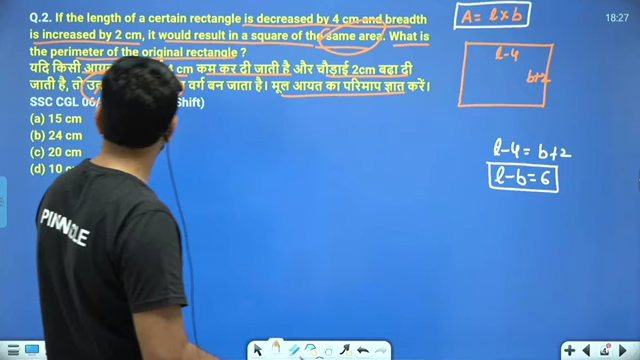 Q.2. If the length of a certain rectangle is decreased by 4 cm and breadth
is increased by 2 cm, it would result in a square of the same area. What is
the perimeter of the original rectangle ?
यदि किसी आयत cm कम कर दी जाती है और चौड़ाई 2cm बढ़ा दी
जाती है, तो वर्ग बन जाता है। मूल आयत का परिमाप ज्ञात करें।
SSC CGL 06/ Shift)
(a) 15 cm
(b) 24 cm
(c) 20 cm
(d) 10
A = l × b
l-4
b+2
l-4 = b+2
l-b = 6
18:27
PINNACLE